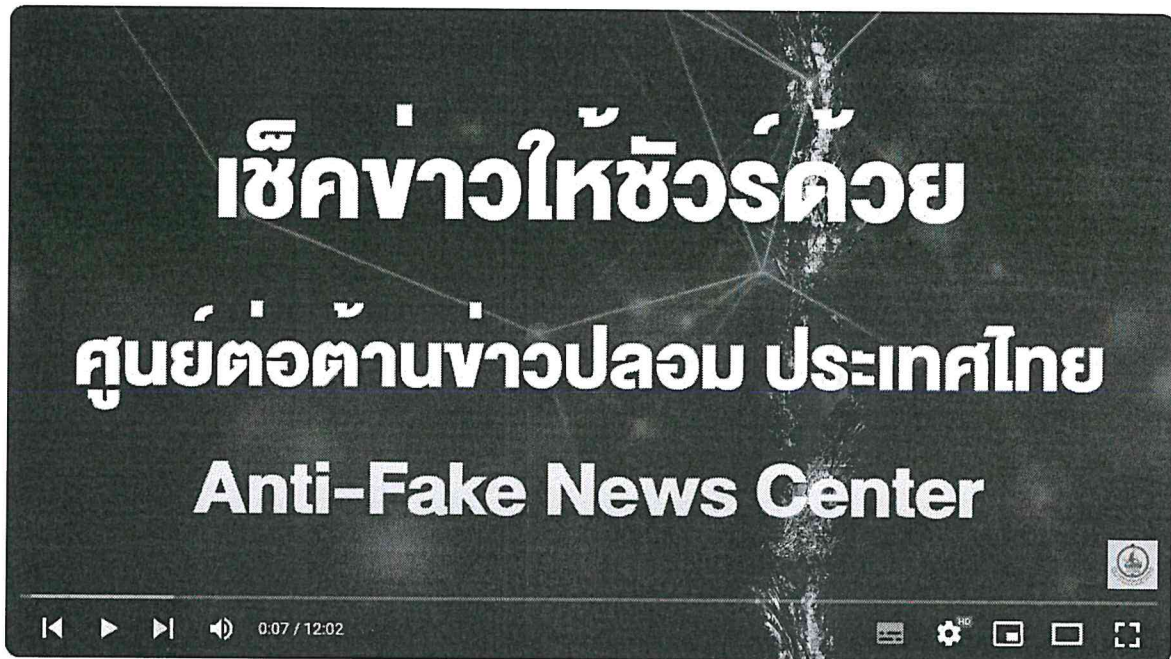 เช็คข่าวให้ชัวร์ด้วย
ศูนย์ต่อต้านข่าวปลอม ประเทศไทย
Anti-Fake News Center
0:07 / 12:02
HD